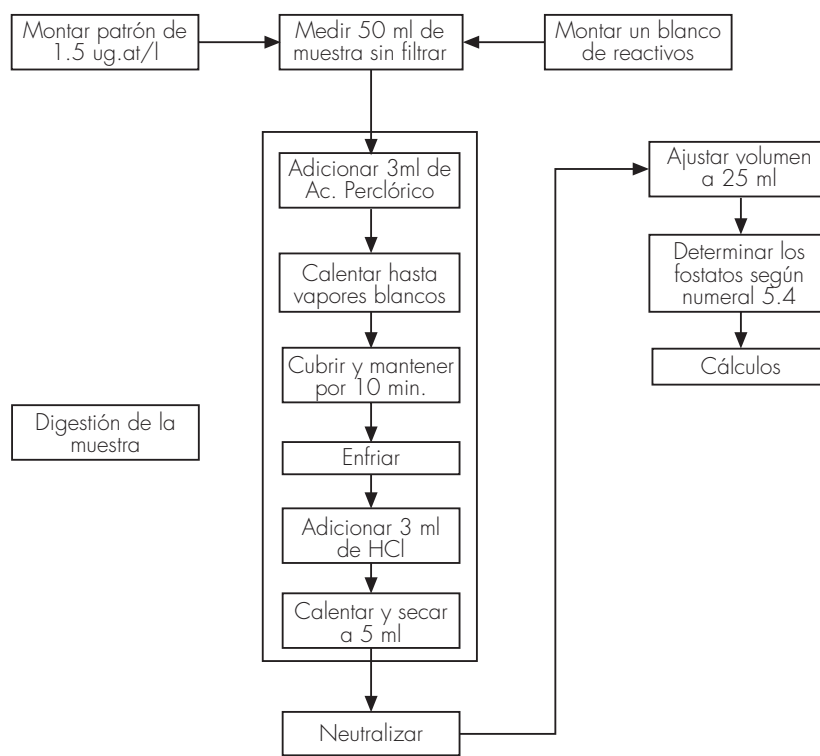 Montar patrón de
1.5 ug.at/l
Medir 50 ml de
muestra sin filtrar
Montar un blanco
de reactivos
Adicionar 3ml de
Ac. Perclórico
Calentar hasta
vapores blancos
Cubrir y mantener
por 10 min.
Digestión de la
muestra
Enfriar
Adicionar 3 ml
de HCl
Calentar y secar
a 5 ml
Neutralizar
Ajustar volumen
a 25 ml
Determinar los
fostatos según
numeral 5.4
Cálculos